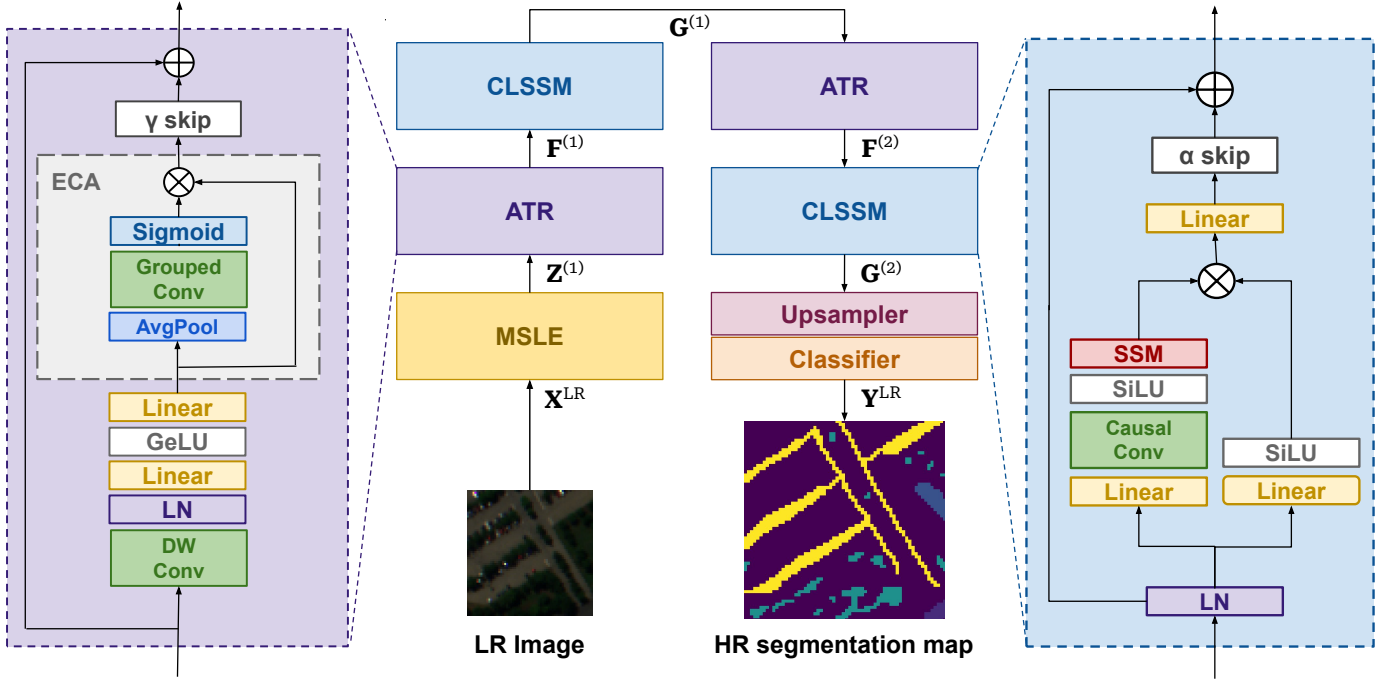 γ skip
ECA
Sigmoid
Grouped
Conv
AvgPool
Linear
GeLU
Linear
LN
DW
Conv
G(1)
CLSSM
F(1)
ATR
Z(1)
MSLE
XLR
LR Image
ATR
F(2)
CLSSM
G(2)
Upsampler
Classifier
YLR
HR segmentation map
α skip
Linear
SSM
SiLU
Causal
Conv
Linear
SiLU
Linear
LN